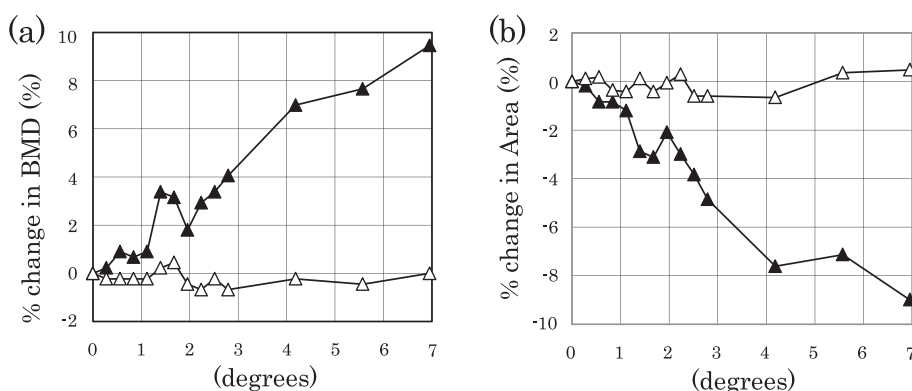 (a)
% change in BMD (%)
10
8
6
4
2
0
-2
0 1 2 3 4 5 6 7
(degrees)
(b)
% change in Area (%)
2
0
-2
-4
-6
-8
-10
0 1 2 3 4 5 6 7
(degrees)